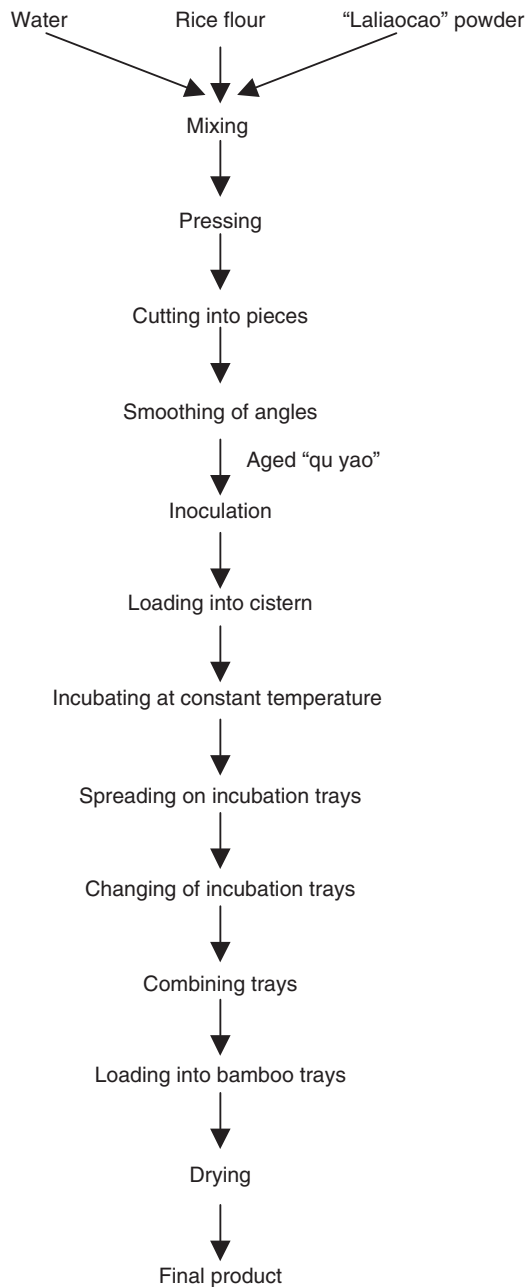 Water Rice flour “Laliaocao” powder
Mixing
Pressing
Cutting into pieces
Smoothing of angles
Aged “qu yao”
Inoculation
Loading into cistern
Incubating at constant temperature
Spreading on incubation trays
Changing of incubation trays
Combining trays
Loading into bamboo trays
Drying
Final product